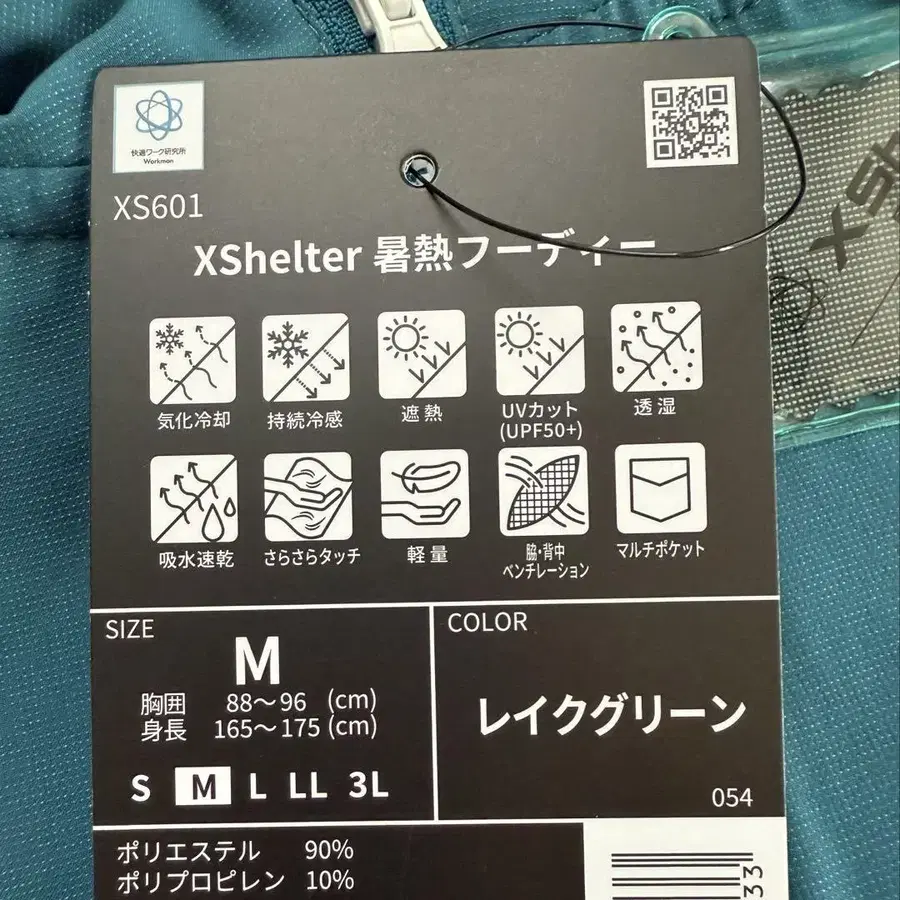 快適ワーク研究所
Workman
XS601
XShelter 暑熱フーディー
気化冷却
持続冷感
遮熱
UVカット
(UPF50+)
透湿
吸水速乾
さらさらタッチ
軽量
脇・背中
ベンチレーション
マルチポケット
SIZE
M
胸囲 88〜96 (cm)
身長 165〜175 (cm)
S M L LL 3L
COLOR
レイクグリーン
054
ポリエステル 90%
ポリプロピレン 10%
33
X Sh